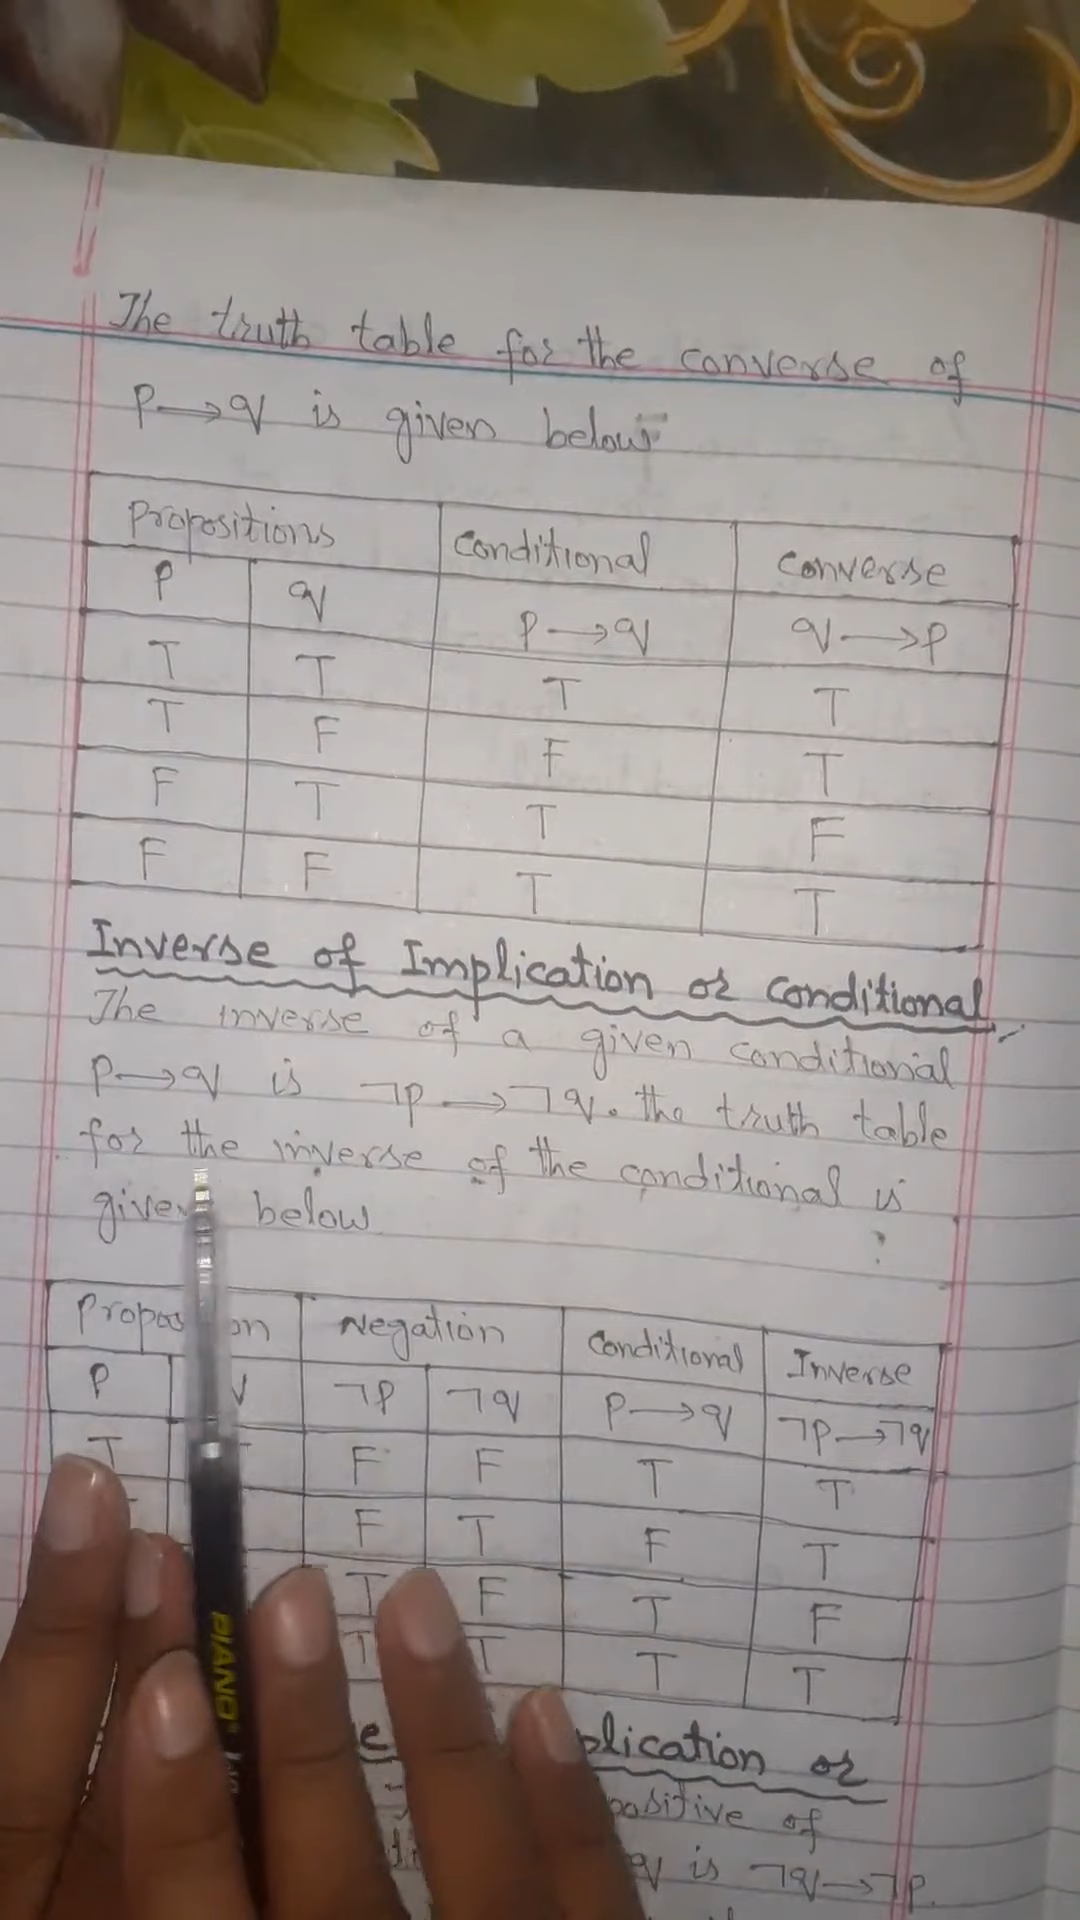 The truth table for the converse of
P → q is given below
Propositions Conditional Converse
P q P → q q → P
T T T T
T F F T
F T T F
F F T T
Inverse of Implication or Conditional
The inverse of a given conditional
P → q is ¬P → ¬q. the truth table
for the inverse of the conditional is
given below
Negation Conditional Inverse
P ¬P ¬q P → q ¬P → ¬q
T F F T T
F T F T
T F T F
T T T T
or
of
q is ¬q → ¬P.
PIANO